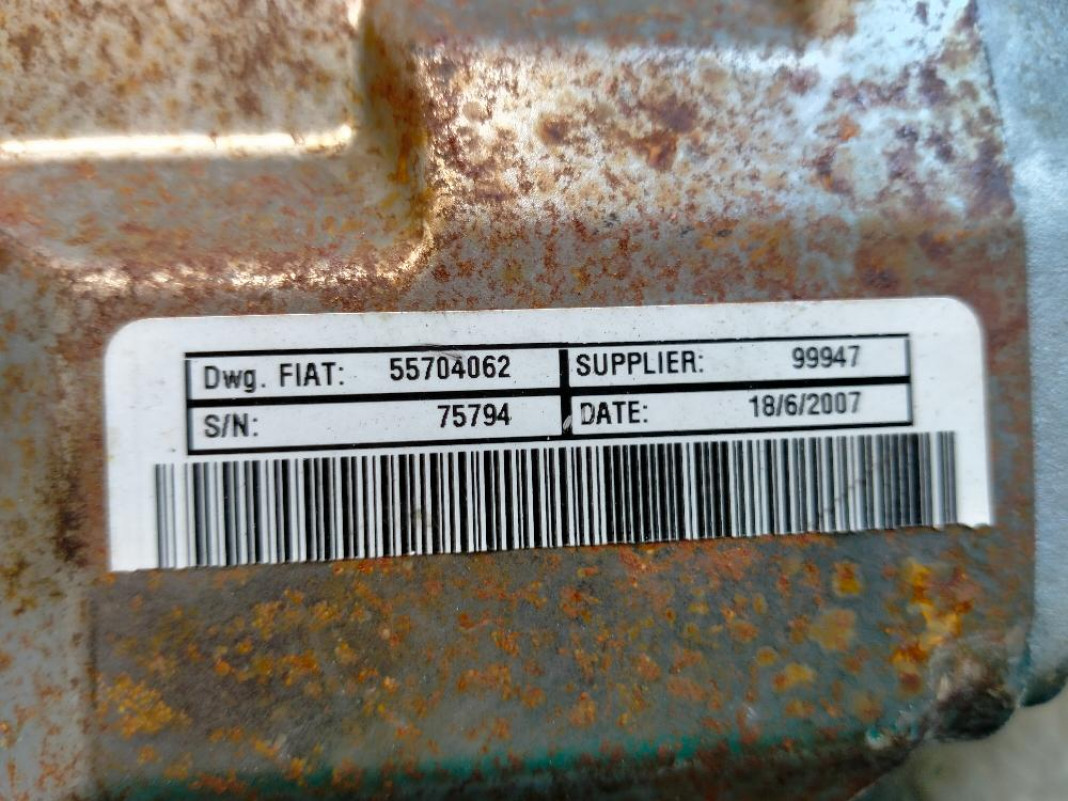 Dwg. FIAT: 55704062 SUPPLIER: 99947
S/N: 75794 DATE: 18/6/2007